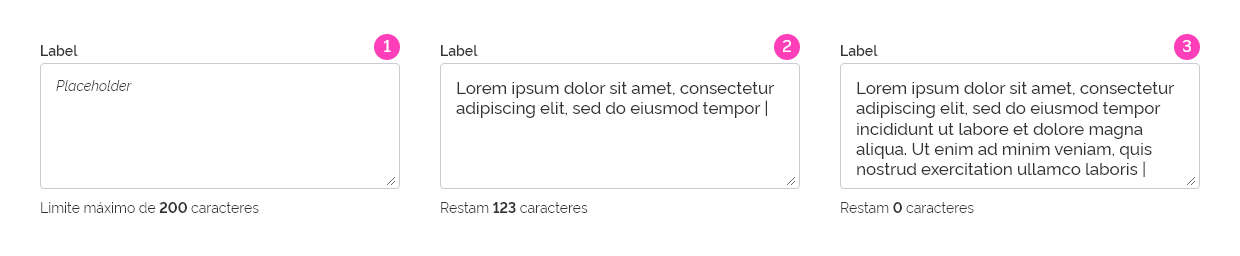 Label
1
Placeholder
Limite máximo de 200 caracteres
Label
2
Lorem ipsum dolor sit amet, consectetur
adipiscing elit, sed do eiusmod tempor |
Restam 123 caracteres
Label
3
Lorem ipsum dolor sit amet, consectetur
adipiscing elit, sed do eiusmod tempor
incididunt ut labore et dolore magna
aliqua. Ut enim ad minim veniam, quis
nostrud exercitation ullamco laboris |
Restam 0 caracteres